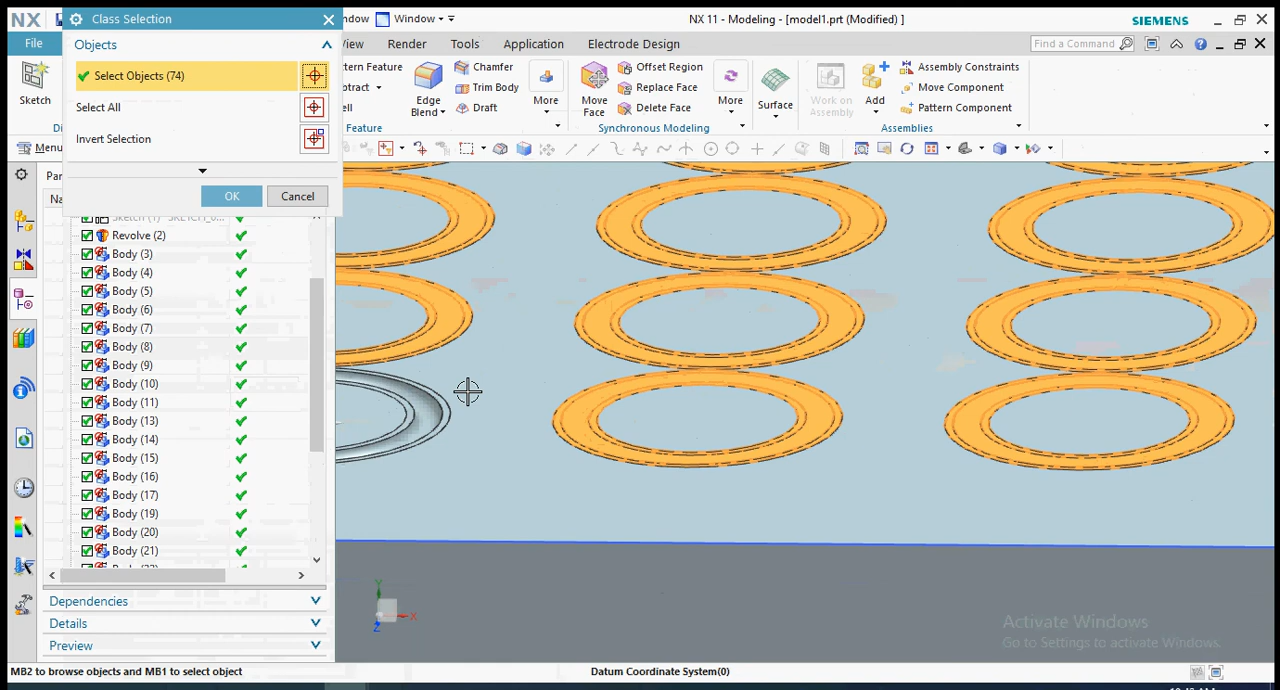 NX
Class Selection
ndow
Window
NX 11 - Modeling - [model1.prt (Modified) ]
SIEMENS
File
Objects
View
Render
Tools
Application
Electrode Design
Find a Command
Sketch
Select Objects (74)
Select All
Invert Selection
OK
Cancel
ttern Feature
btract
ell
Edge
Blend
Chamfer
Trim Body
Draft
More
Feature
Move
Face
Offset Region
Replace Face
Delete Face
More
Synchronous Modeling
Surface
Work on
Assembly
Add
Assembly Constraints
Move Component
Pattern Component
Assemblies
Menu
Par
Na
Revolve (2)
Body (3)
Body (4)
Body (5)
Body (6)
Body (7)
Body (8)
Body (9)
Body (10)
Body (11)
Body (13)
Body (14)
Body (15)
Body (16)
Body (17)
Body (19)
Body (20)
Body (21)
Dependencies
Details
Preview
Y
X
Z
Activate Windows
Go to Settings to activate Windows.
MB2 to browse objects and MB1 to select object
Datum Coordinate System(0)